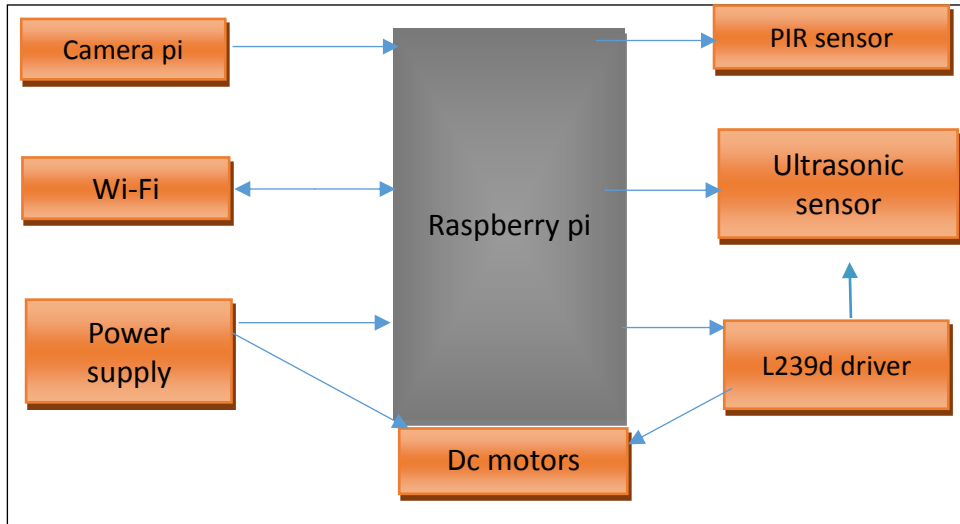 Camera pi
PIR sensor
Wi-Fi
Raspberry pi
Ultrasonic
sensor
Power
supply
L239d driver
Dc motors